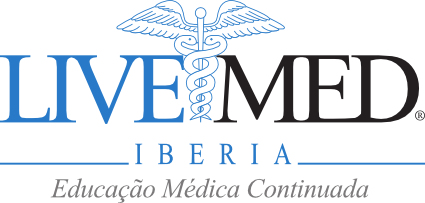 LIVEMED®
IBERIA
Educação Médica Continuada